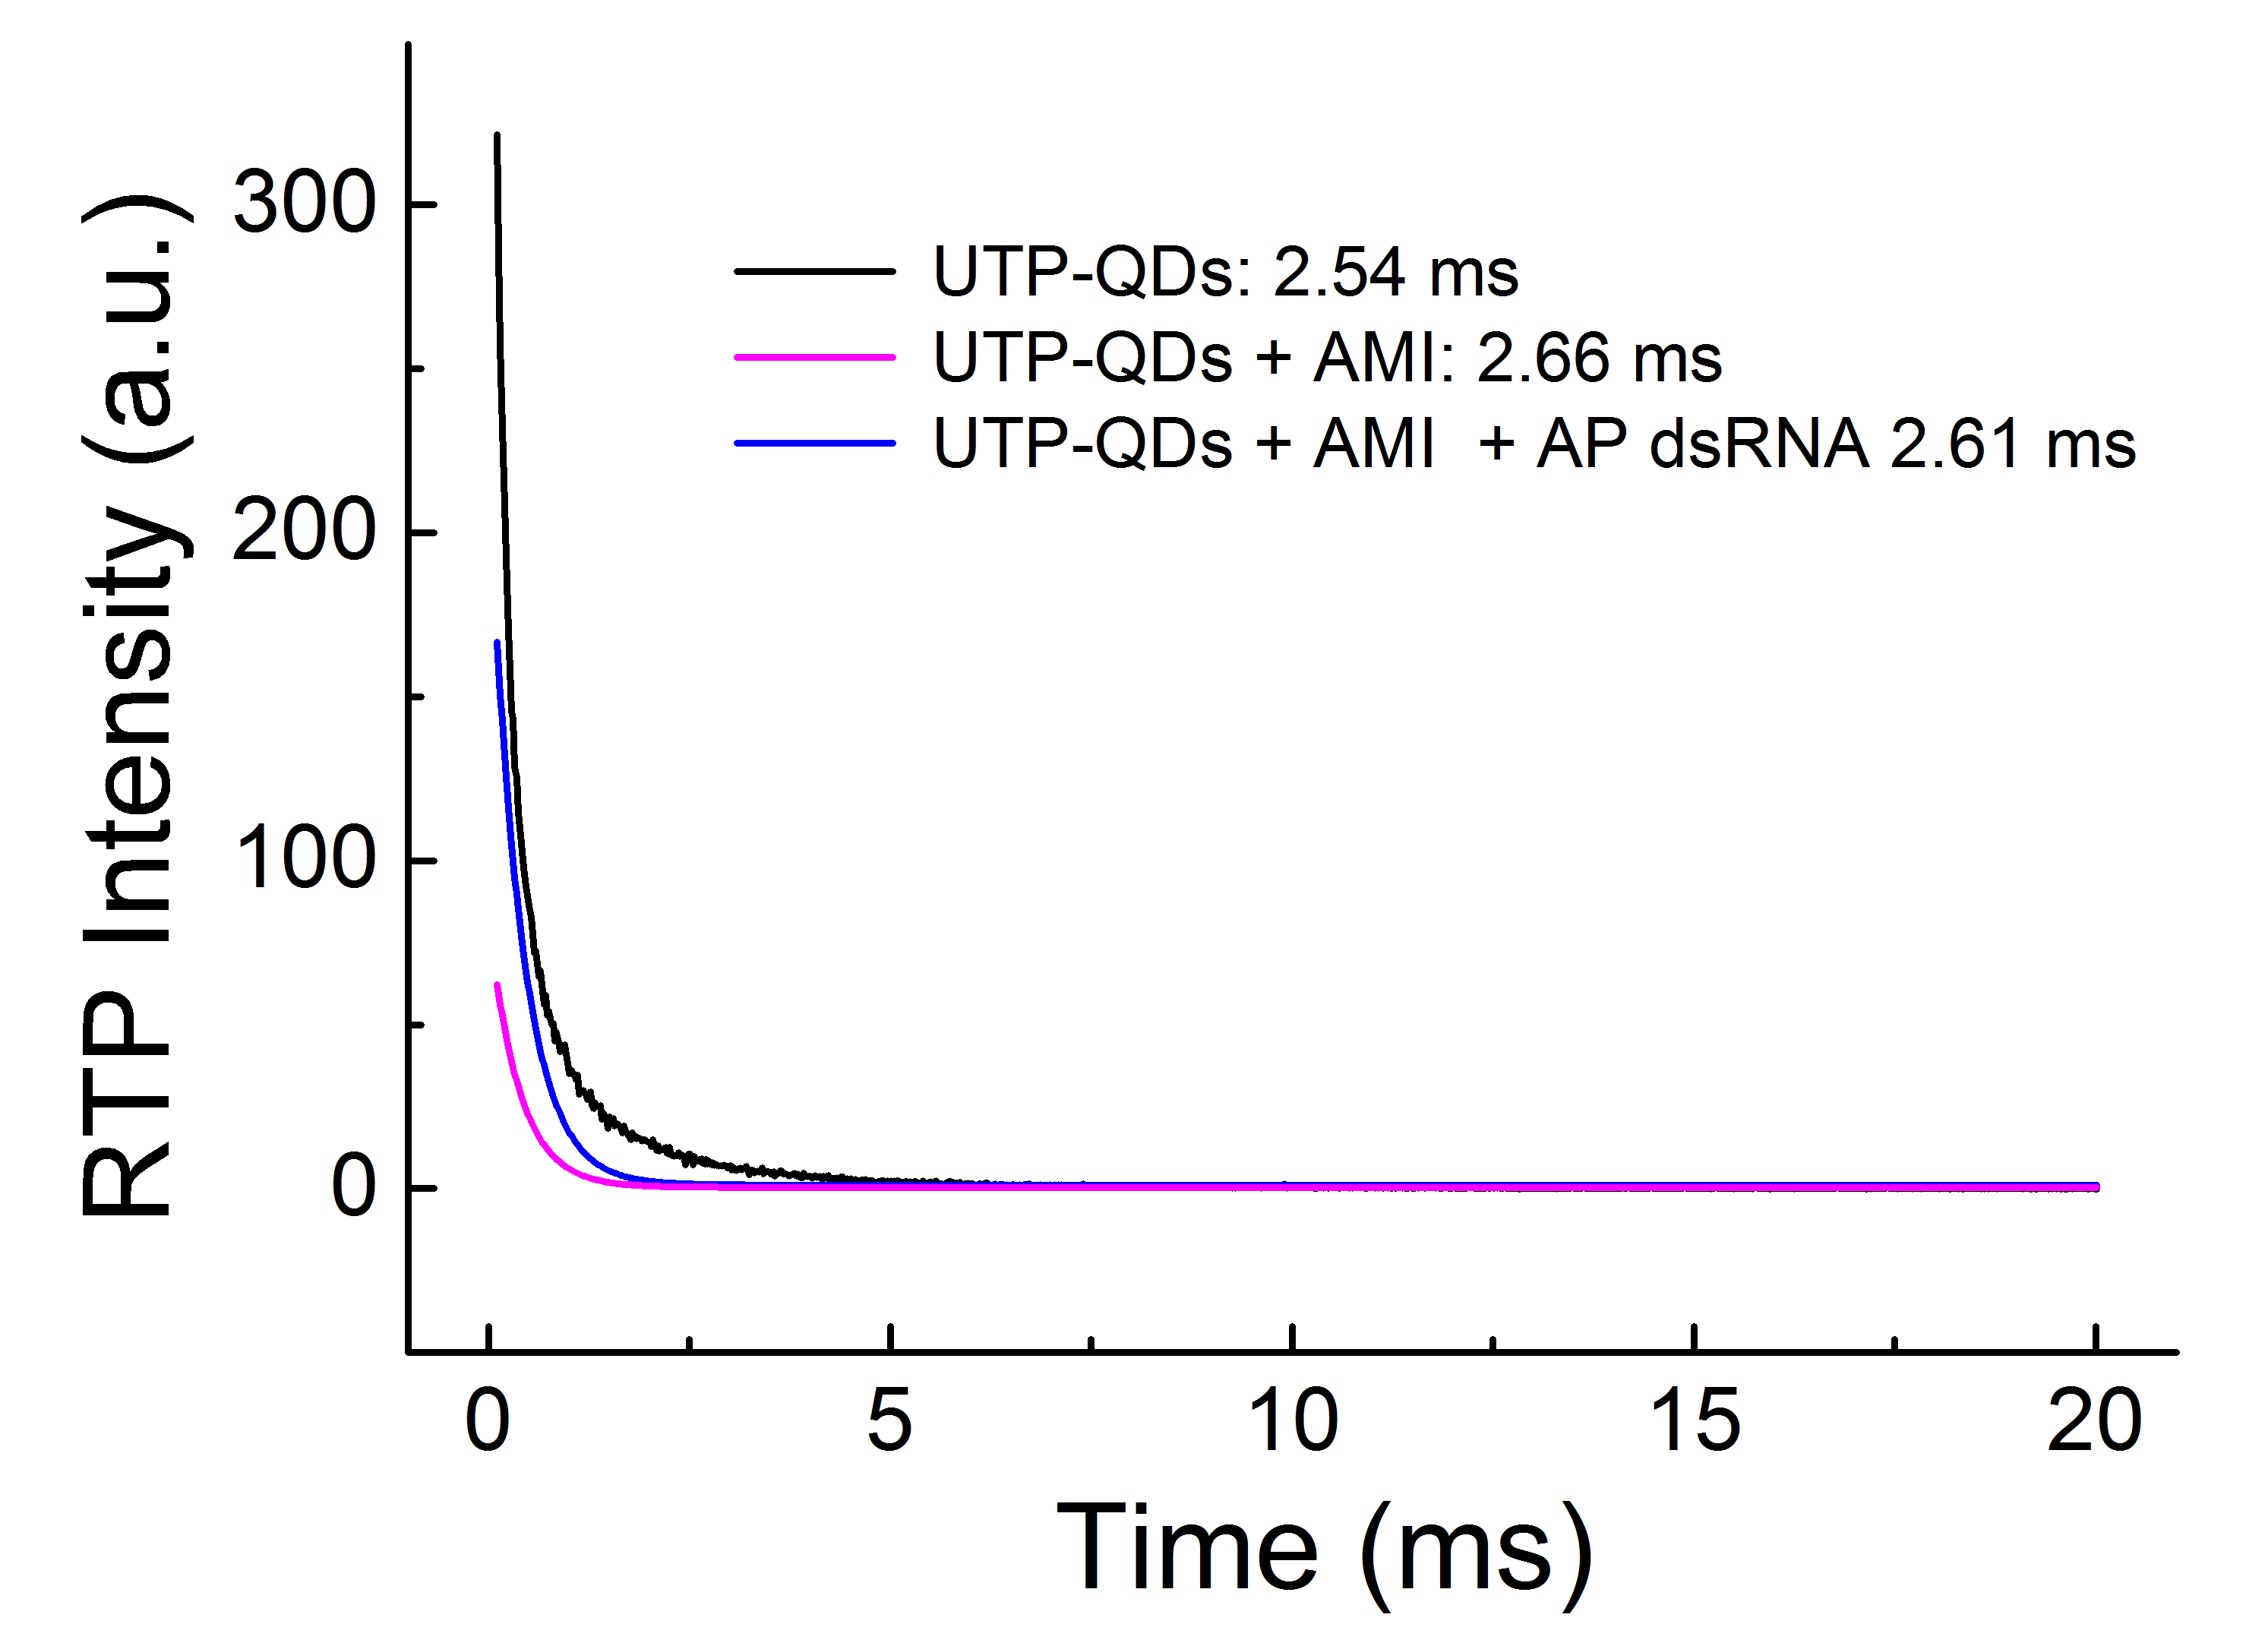 RTP Intensity (a.u.)
300
200
100
0
UTP-QDs: 2.54 ms
UTP-QDs + AMI: 2.66 ms
UTP-QDs + AMI  + AP dsRNA 2.61 ms
0 5 10 15 20
Time (ms)